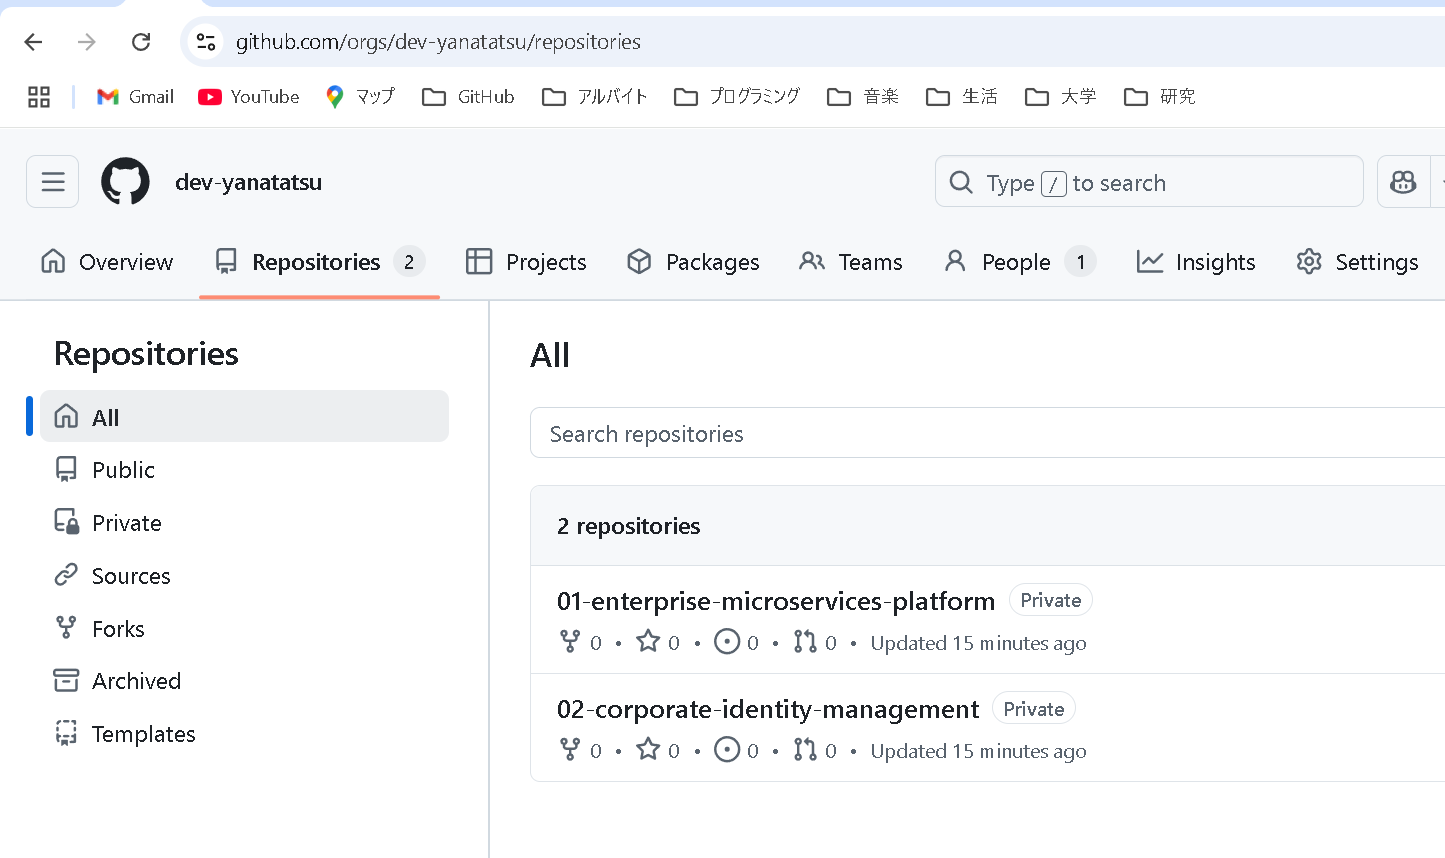 github.com/orgs/dev-yanatatsu/repositories
Gmail YouTube マップ GitHub アルバイト プログラミング 音楽 生活 大学 研究
dev-yanatatsu Type / to search
Overview Repositories 2 Projects Packages Teams People 1 Insights Settings
Repositories
All
Public
Private
Sources
Forks
Archived
Templates
All
Search repositories
2 repositories
01-enterprise-microservices-platform Private
0 • 0 • 0 • 0 • Updated 15 minutes ago
02-corporate-identity-management Private
0 • 0 • 0 • 0 • Updated 15 minutes ago